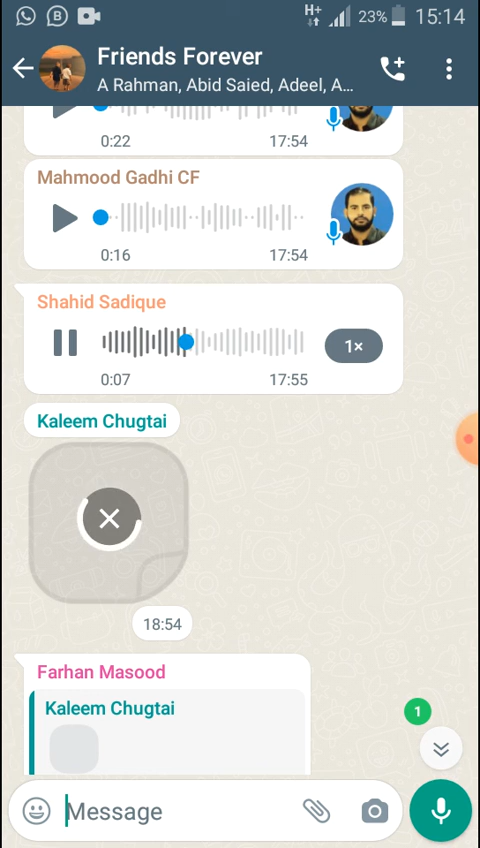 H+
23%
15:14
Friends Forever
A Rahman, Abid Saied, Adeel, A...
0:22
17:54
Mahmood Gadhi CF
0:16
17:54
Shahid Sadique
1×
0:07
17:55
Kaleem Chugtai
18:54
Farhan Masood
Kaleem Chugtai
1
Message